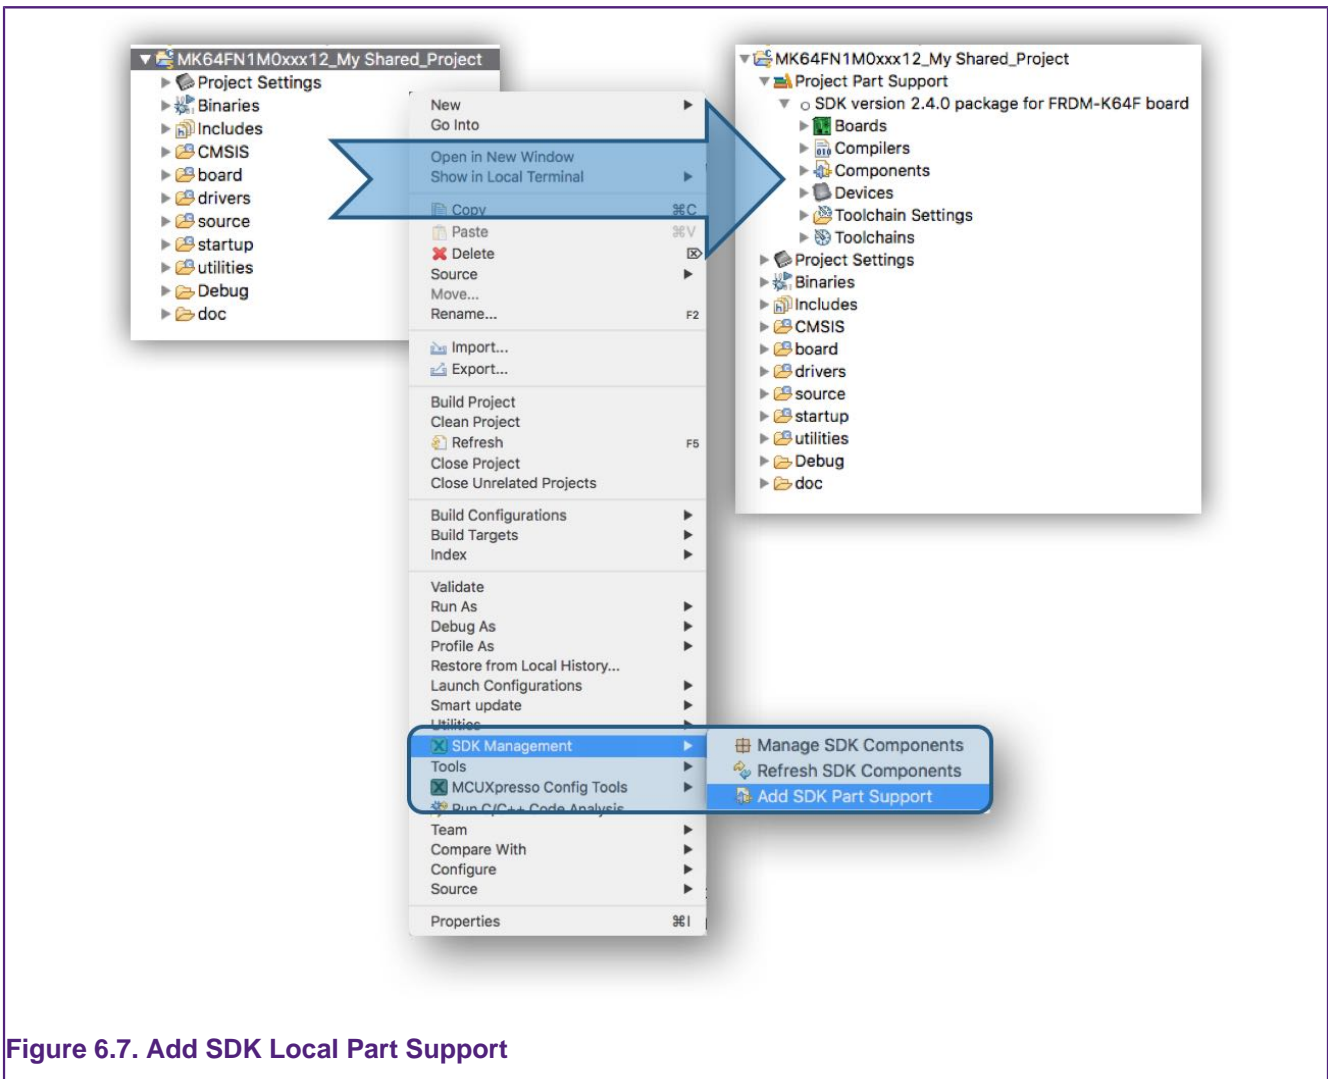 MK64FN1M0xxx12_My Shared_Project
Project Settings
Binaries
Includes
CMSIS
board
drivers
source
startup
utilities
Debug
doc
New
Go Into
Open in New Window
Show in Local Terminal
Copy ⌘C
Paste ⌘V
Delete ⌦
Source
Move...
Rename... F2
Import...
Export...
Build Project
Clean Project
Refresh F5
Close Project
Close Unrelated Projects
Build Configurations
Build Targets
Index
Validate
Run As
Debug As
Profile As
Restore from Local History...
Launch Configurations
Smart update
Utilities
SDK Management
Tools
MCUXpresso Config Tools
Run C/C++ Code Analysis
Team
Compare With
Configure
Source
Properties ⌘I
Manage SDK Components
Refresh SDK Components
Add SDK Part Support
MK64FN1M0xxx12_My Shared_Project
Project Part Support
SDK version 2.4.0 package for FRDM-K64F board
Boards
Compilers
Components
Devices
Toolchain Settings
Toolchains
Project Settings
Binaries
Includes
CMSIS
board
drivers
source
startup
utilities
Debug
doc
Figure 6.7. Add SDK Local Part Support